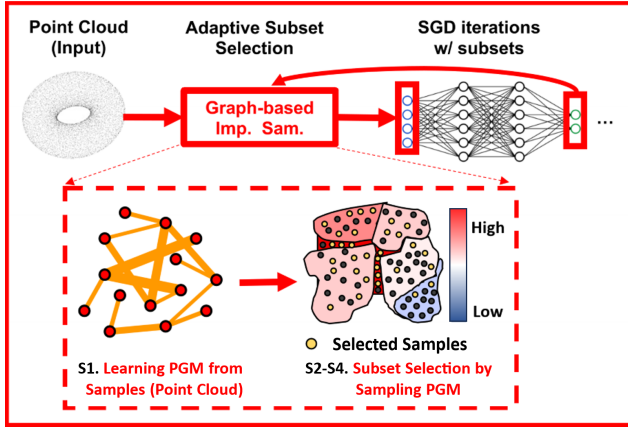 Point Cloud
(Input)
Adaptive Subset
Selection
SGD iterations
w/ subsets
Graph-based
Imp. Sam.
...
High
Low
Selected Samples
S1. Learning PGM from
Samples (Point Cloud)
S2-S4. Subset Selection by
Sampling PGM